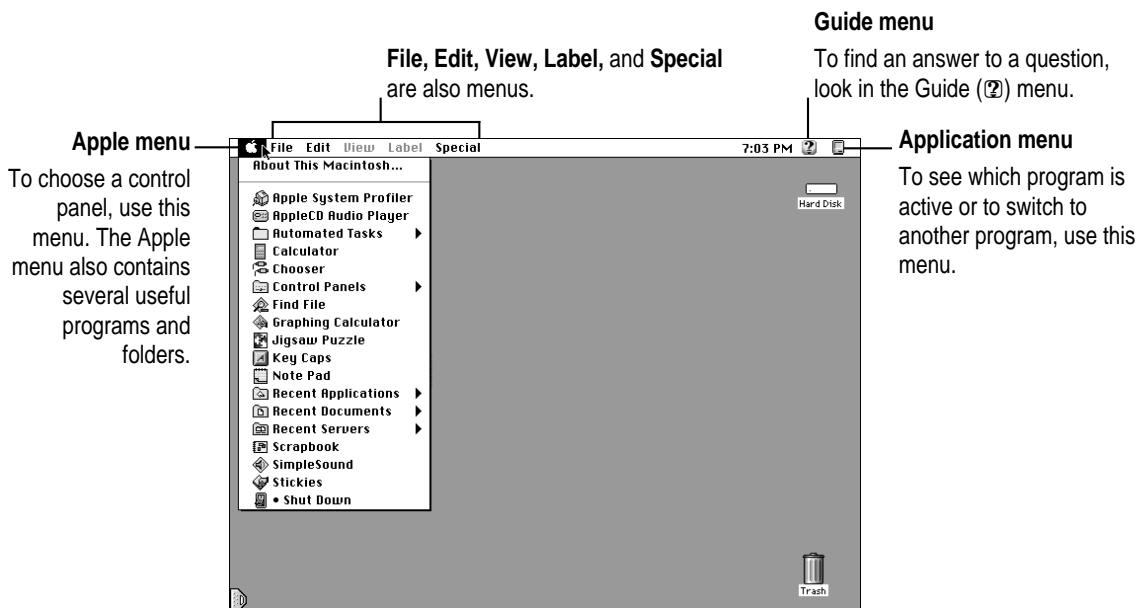 Guide menu
To find an answer to a question,
look in the Guide (?) menu.
File, Edit, View, Label, and Special
are also menus.
Apple menu
To choose a control
panel, use this
menu. The Apple
menu also contains
several useful
programs and
folders.
File Edit View Label Special 7:03 PM ?
About This Macintosh...
Apple System Profiler
AppleCD Audio Player
Automated Tasks
Calculator
Chooser
Control Panels
Find File
Graphing Calculator
Jigsaw Puzzle
Key Caps
Note Pad
Recent Applications
Recent Documents
Recent Servers
Scrapbook
SimpleSound
Stickies
• Shut Down
Hard Disk
Trash
Application menu
To see which program is
active or to switch to
another program, use this
menu.